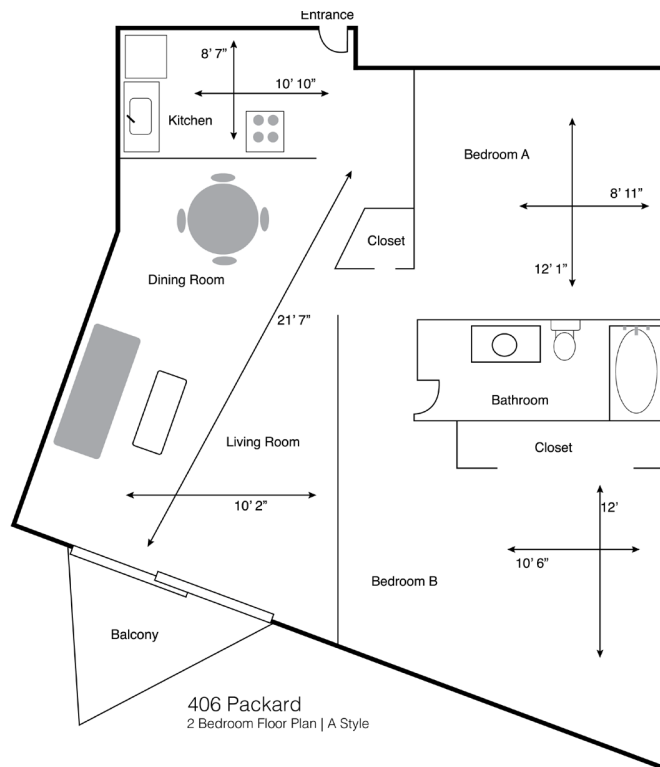 Entrance
8’ 7”
10’ 10”
Kitchen
Bedroom A
8’ 11”
12’ 1”
Closet
Dining Room
21’ 7”
Bathroom
Living Room
Closet
10’ 2”
12’
10’ 6”
Bedroom B
Balcony
406 Packard
2 Bedroom Floor Plan | A Style